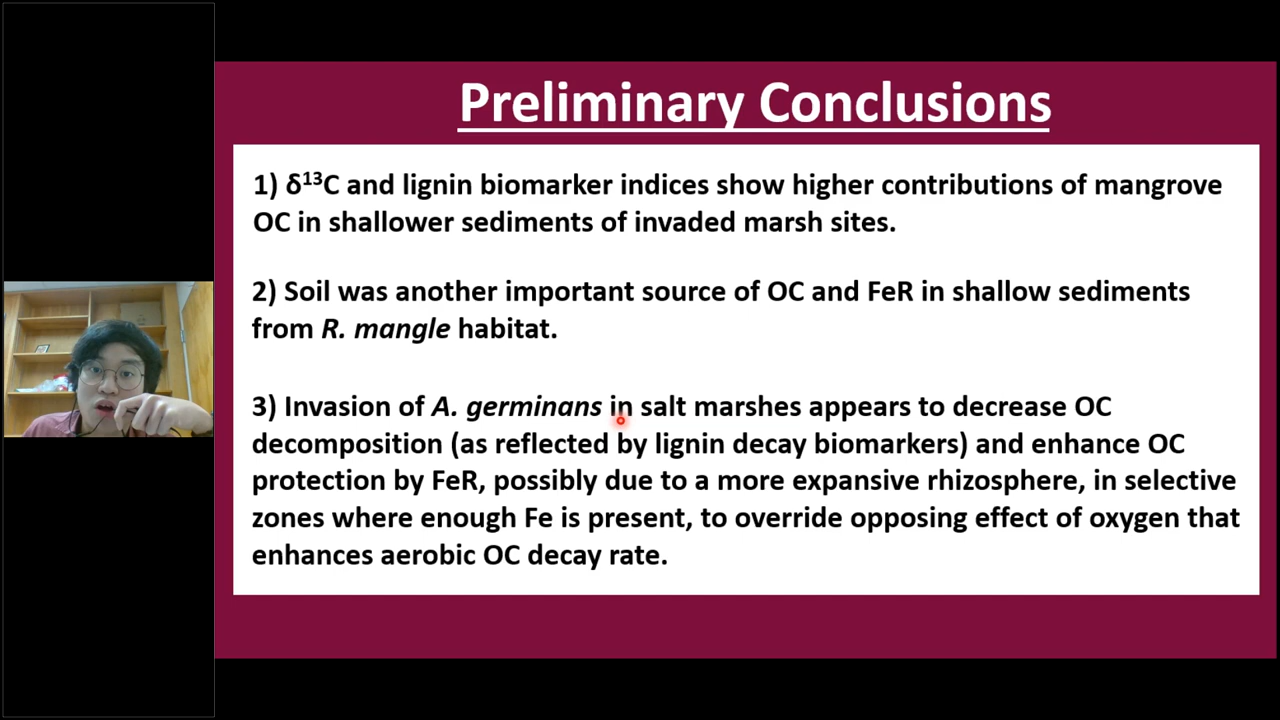 Preliminary Conclusions
1) δ¹³C and lignin biomarker indices show higher contributions of mangrove
OC in shallower sediments of invaded marsh sites.
2) Soil was another important source of OC and FeR in shallow sediments
from R. mangle habitat.
3) Invasion of A. germinans in salt marshes appears to decrease OC
decomposition (as reflected by lignin decay biomarkers) and enhance OC
protection by FeR, possibly due to a more expansive rhizosphere, in selective
zones where enough Fe is present, to override opposing effect of oxygen that
enhances aerobic OC decay rate.